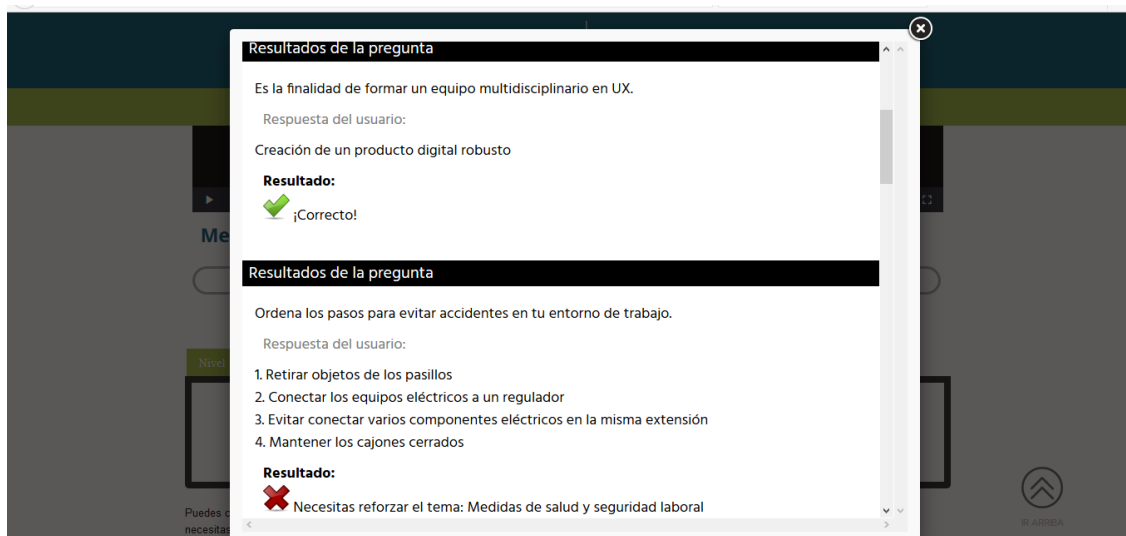 Resultados de la pregunta
Es la finalidad de formar un equipo multidisciplinario en UX.
Respuesta del usuario:
Creación de un producto digital robusto
Resultado:
¡Correcto!
Me
Resultados de la pregunta
Ordena los pasos para evitar accidentes en tu entorno de trabajo.
Respuesta del usuario:
Nivel
1. Retirar objetos de los pasillos
2. Conectar los equipos eléctricos a un regulador
3. Evitar conectar varios componentes eléctricos en la misma extensión
4. Mantener los cajones cerrados
Resultado:
Necesitas reforzar el tema: Medidas de salud y seguridad laboral
Puedes c
necesitas
IR ARRIBA